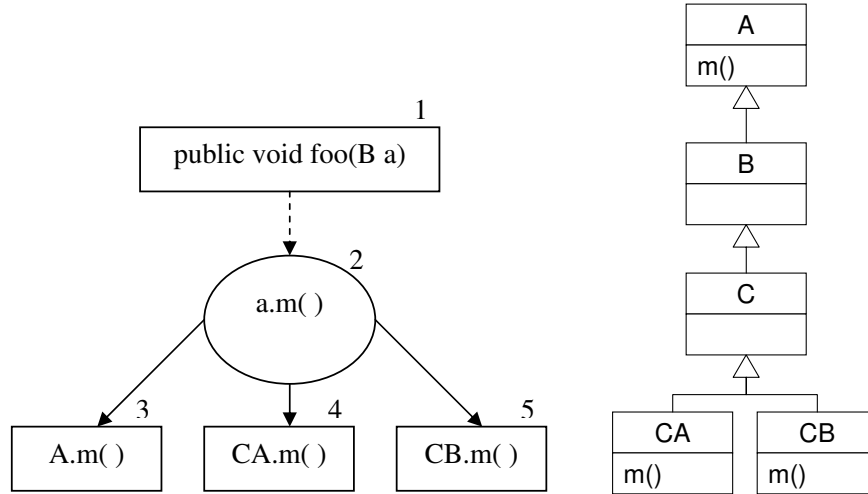 1
public void foo(B a)
2
a.m( )
3
A.m( )
4
CA.m( )
5
CB.m( )
A
m()
B
C
CA
m()
CB
m()